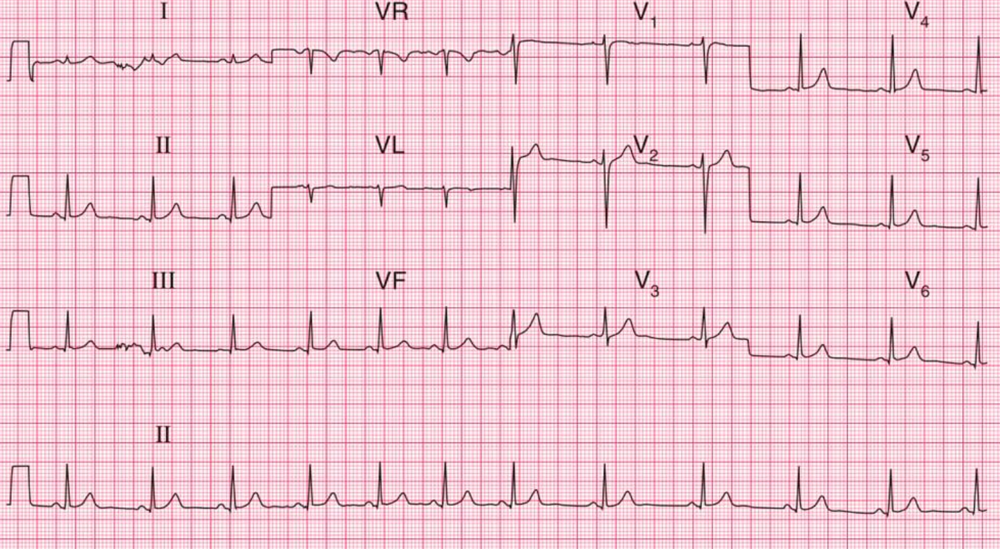 I VR V₁ V₄
II VL V₂ V₅
III VF V₃ V₆
II